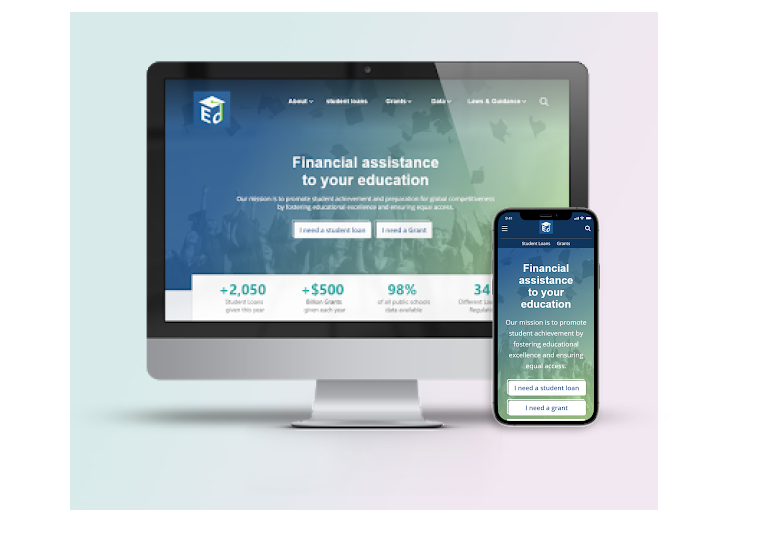 Ed
About
student loans
Grants
Data
Laws & Guidance
Financial assistance
to your education
Our mission is to promote student achievement and preparation for global competitiveness
by fostering educational excellence and ensuring equal access.
I need a student loan
I need a Grant
+2,050
Student Loans
given this year
+$500
Billion Grants
given each year
98%
of all public schools
data available
34
Different
9:41
Ed
Student Loans
Grants
Financial
assistance
to your
education
Our mission is to promote
student achievement by
fostering educational
excellence and ensuring
equal access.
I need a student loan
I need a grant